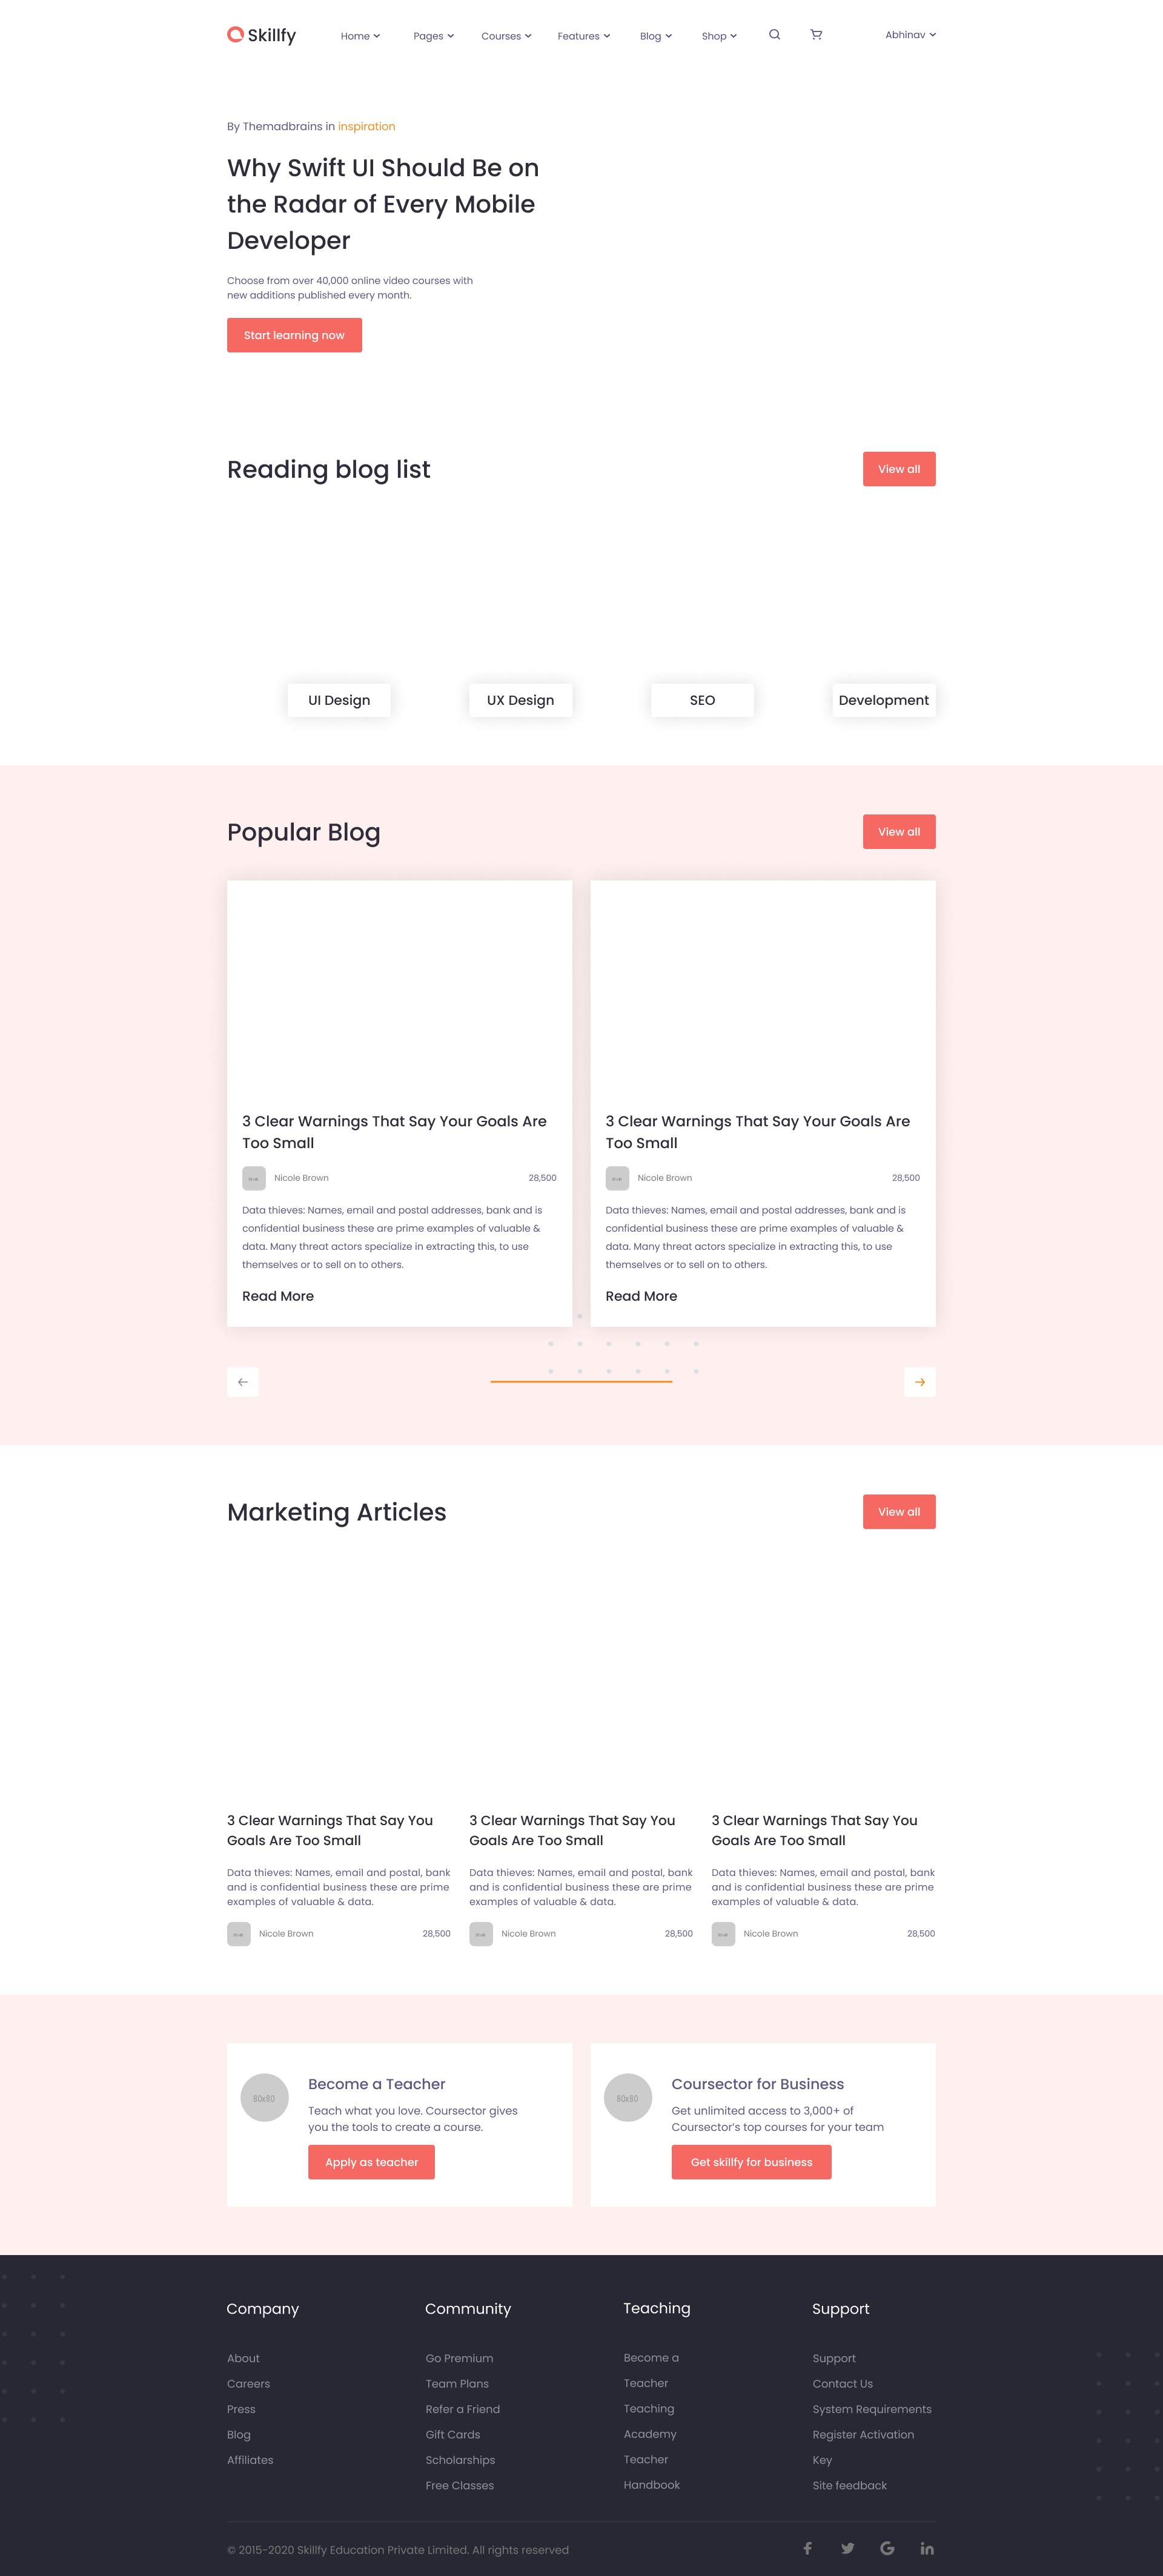 Skillfy
Home Pages Courses Features Blog Shop Abhinav
By Themadbrains in inspiration
Why Swift UI Should Be on
the Radar of Every Mobile
Developer
Choose from over 40,000 online video courses with
new additions published every month.
Start learning now
Reading blog list
View all
UI Design UX Design SEO Development
Popular Blog
View all
3 Clear Warnings That Say Your Goals Are
Too Small
Nicole Brown 28,500
Data thieves: Names, email and postal addresses, bank and is
confidential business these are prime examples of valuable &
data. Many threat actors specialize in extracting this, to use
themselves or to sell on to others.
Read More
3 Clear Warnings That Say Your Goals Are
Too Small
Nicole Brown 28,500
Data thieves: Names, email and postal addresses, bank and is
confidential business these are prime examples of valuable &
data. Many threat actors specialize in extracting this, to use
themselves or to sell on to others.
Read More
Marketing Articles
View all
3 Clear Warnings That Say You
Goals Are Too Small
Data thieves: Names, email and postal, bank
and is confidential business these are prime
examples of valuable & data.
Nicole Brown 28,500
3 Clear Warnings That Say You
Goals Are Too Small
Data thieves: Names, email and postal, bank
and is confidential business these are prime
examples of valuable & data.
Nicole Brown 28,500
3 Clear Warnings That Say You
Goals Are Too Small
Data thieves: Names, email and postal, bank
and is confidential business these are prime
examples of valuable & data.
Nicole Brown 28,500
80x80
Become a Teacher
Teach what you love. Coursector gives
you the tools to create a course.
Apply as teacher
80x80
Coursector for Business
Get unlimited access to 3,000+ of
Coursector's top courses for your team
Get skillfy for business
Company
About
Careers
Press
Blog
Affiliates
Community
Go Premium
Team Plans
Refer a Friend
Gift Cards
Scholarships
Free Classes
Teaching
Become a
Teacher
Teaching
Academy
Teacher
Handbook
Support
Support
Contact Us
System Requirements
Register Activation
Key
Site feedback
© 2015-2020 Skillfy Education Private Limited. All rights reserved